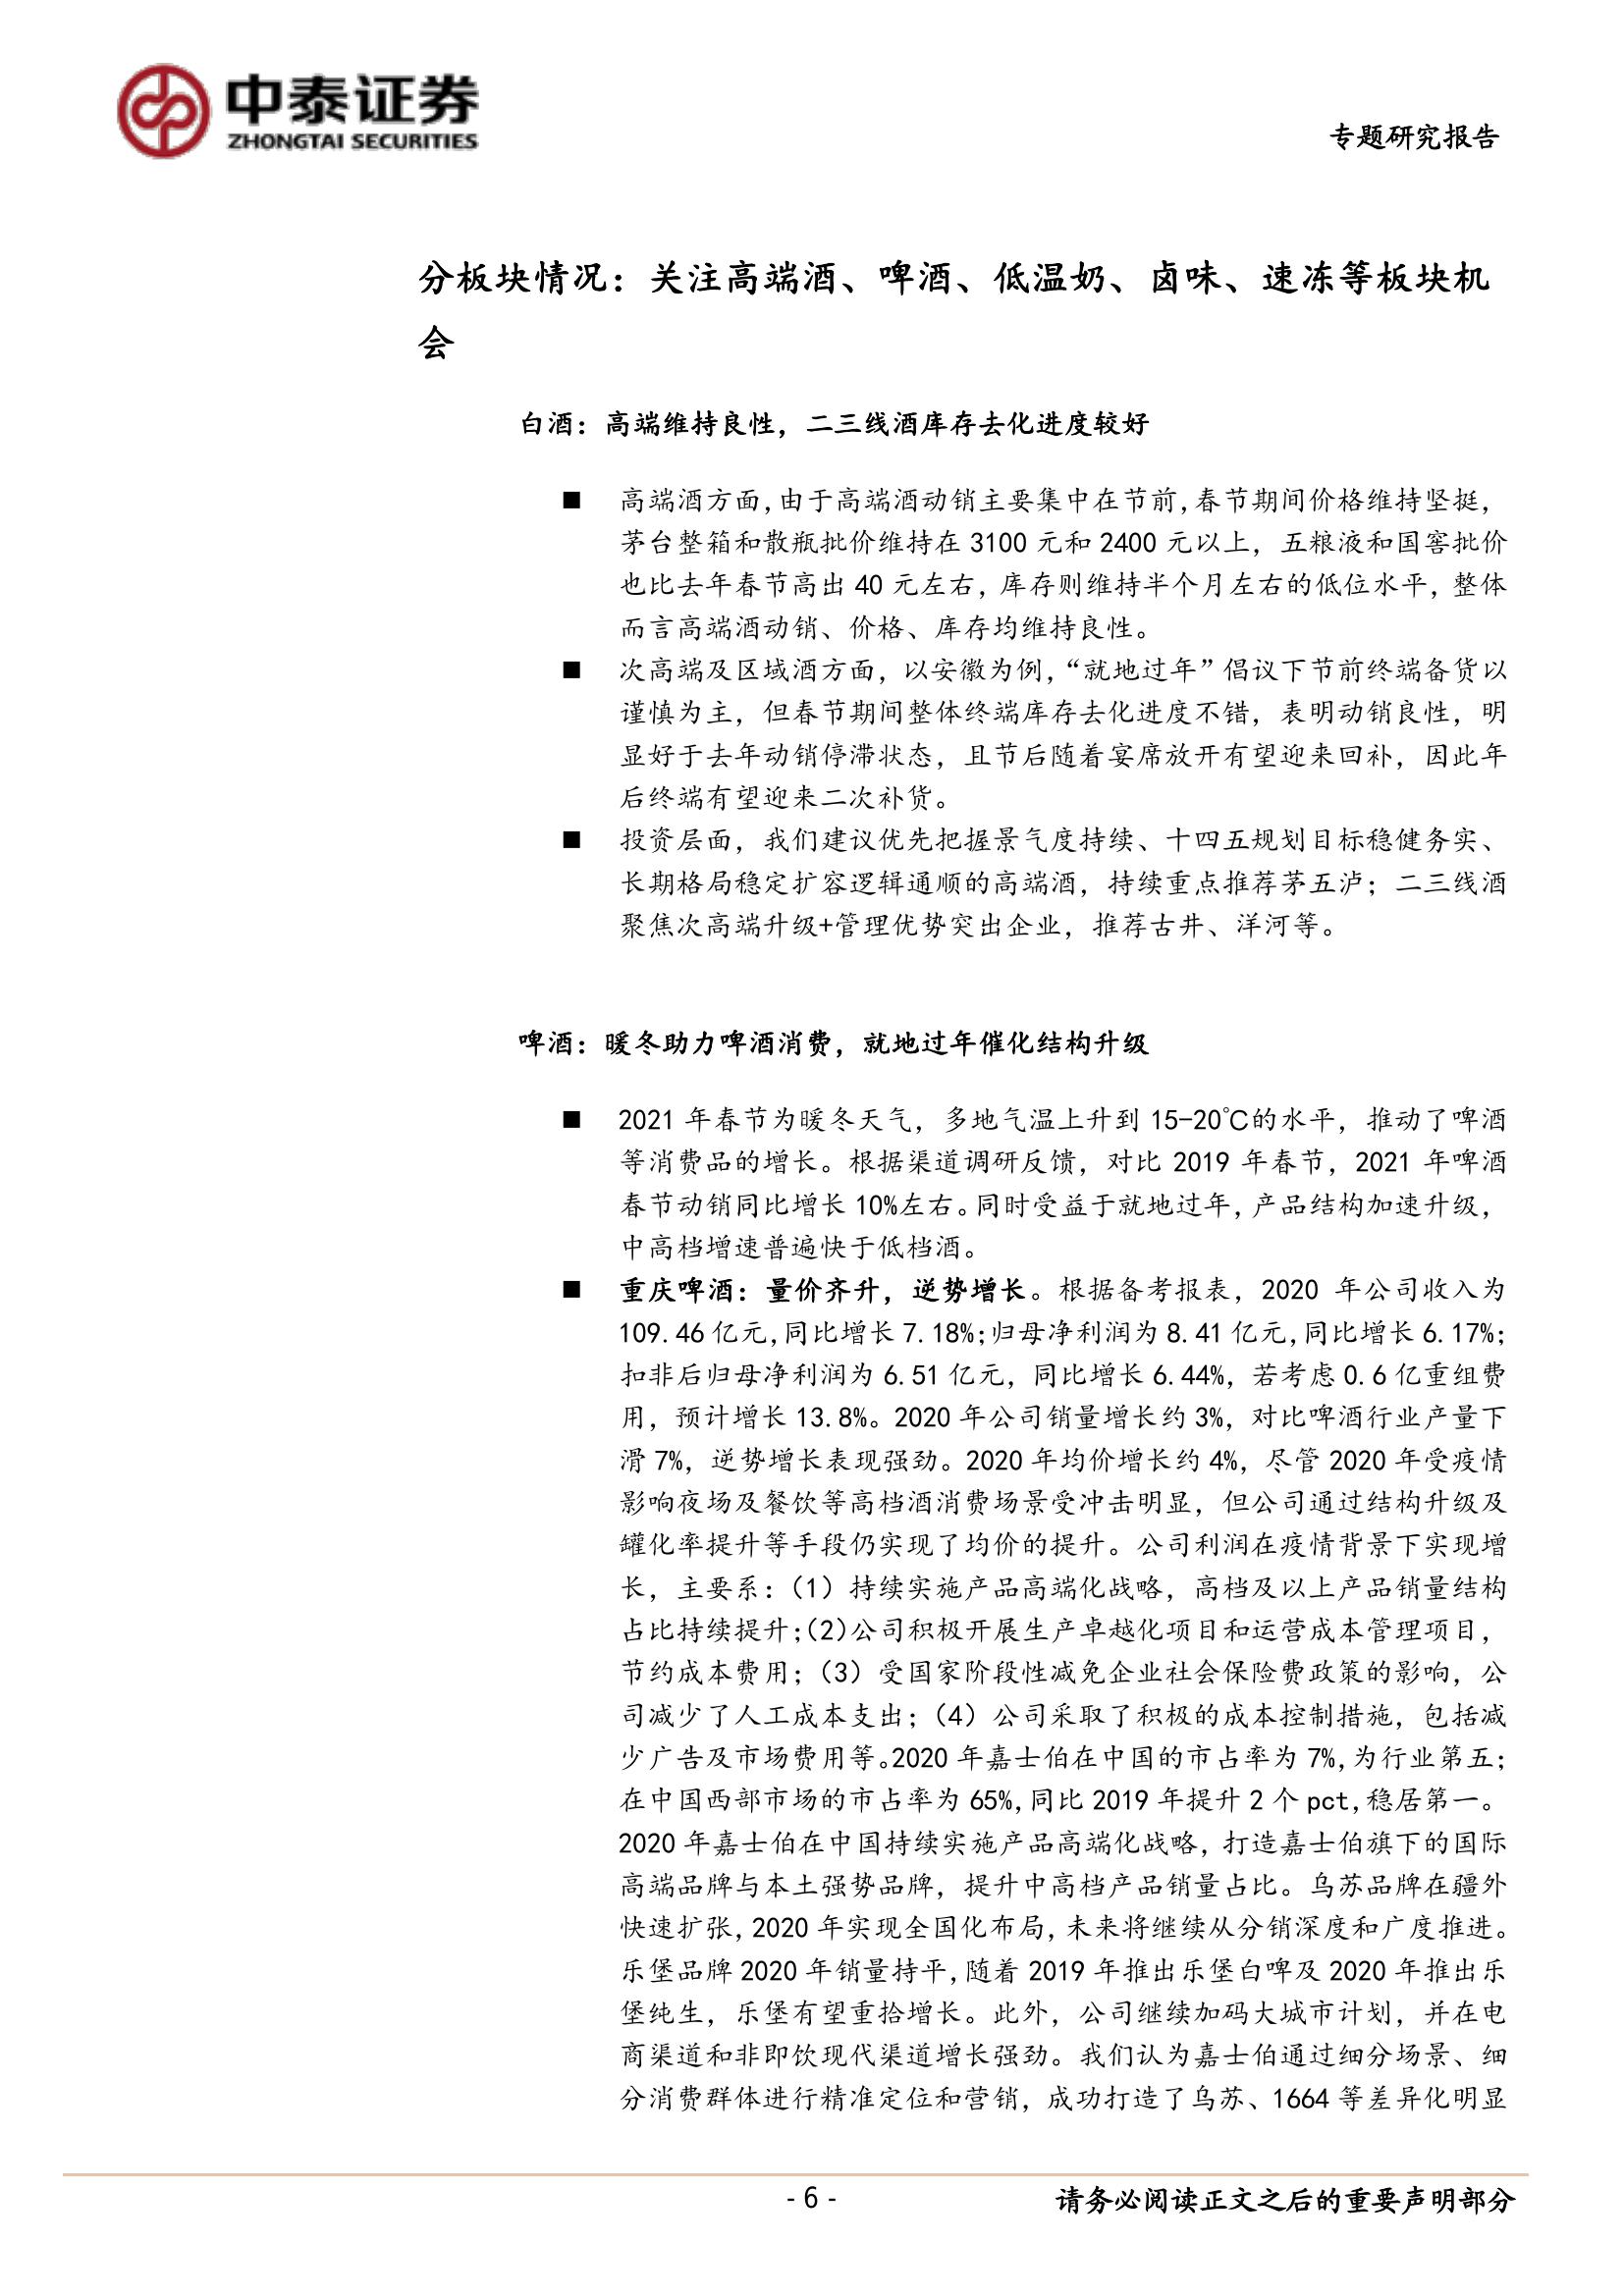 中泰证券
ZHONGTAI SECURITIES
专题研究报告
分板块情况：关注高端酒、啤酒、低温奶、卤味、速冻等板块机
会
白酒：高端维持良性，二三线酒库存去化进度较好
■ 高端酒方面，由于高端酒动销主要集中在节前，春节期间价格维持坚挺，
茅台整箱和散瓶批价维持在 3100 元和 2400 元以上，五粮液和国窖批价
也比去年春节高出 40 元左右，库存则维持半个月左右的低位水平，整体
而言高端酒动销、价格、库存均维持良性。
■ 次高端及区域酒方面，以安徽为例，“就地过年”倡议下节前终端备货以
谨慎为主，但春节期间整体终端库存去化进度不错，表明动销良性，明
显好于去年动销停滞状态，且节后随着宴席放开有望迎来回补，因此年
后终端有望迎来二次补货。
■ 投资层面，我们建议优先把握景气度持续、十四五规划目标稳健务实、
长期格局稳定扩容逻辑通顺的高端酒，持续重点推荐茅五泸；二三线酒
聚焦次高端升级+管理优势突出企业，推荐古井、洋河等。
啤酒：暖冬助力啤酒消费，就地过年催化结构升级
■ 2021 年春节为暖冬天气，多地气温上升到 15-20℃的水平，推动了啤酒
等消费品的增长。根据渠道调研反馈，对比 2019 年春节，2021 年啤酒
春节动销同比增长 10%左右。同时受益于就地过年，产品结构加速升级，
中高档增速普遍快于低档酒。
■ 重庆啤酒：量价齐升，逆势增长。根据备考报表，2020 年公司收入为
109.46 亿元，同比增长 7.18%；归母净利润为 8.41 亿元，同比增长 6.17%；
扣非后归母净利润为 6.51 亿元，同比增长 6.44%，若考虑 0.6 亿重组费
用，预计增长 13.8%。2020 年公司销量增长约 3%，对比啤酒行业产量下
滑 7%，逆势增长表现强劲。2020 年均价增长约 4%，尽管 2020 年受疫情
影响夜场及餐饮等高档酒消费场景受冲击明显，但公司通过结构升级及
罐化率提升等手段仍实现了均价的提升。公司利润在疫情背景下实现增
长，主要系：（1）持续实施产品高端化战略，高档及以上产品销量结构
占比持续提升；（2）公司积极开展生产卓越化项目和运营成本管理项目，
节约成本费用；（3）受国家阶段性减免企业社会保险费政策的影响，公
司减少了人工成本支出；（4）公司采取了积极的成本控制措施，包括减
少广告及市场费用等。2020 年嘉士伯在中国的市占率为 7%，为行业第五；
在中国西部市场的市占率为 65%，同比 2019 年提升 2 个 pct，稳居第一。
2020 年嘉士伯在中国持续实施产品高端化战略，打造嘉士伯旗下的国际
高端品牌与本土强势品牌，提升中高档产品销量占比。乌苏品牌在疆外
快速扩张，2020 年实现全国化布局，未来将继续从分销深度和广度推进。
乐堡品牌 2020 年销量持平，随着 2019 年推出乐堡白啤及 2020 年推出乐
堡纯生，乐堡有望重拾增长。此外，公司继续加码大城市计划，并在电
商渠道和非即饮现代渠道增长强劲。我们认为嘉士伯通过细分场景、细
分消费群体进行精准定位和营销，成功打造了乌苏、1664 等差异化明显
- 6 -
请务必阅读正文之后的重要声明部分